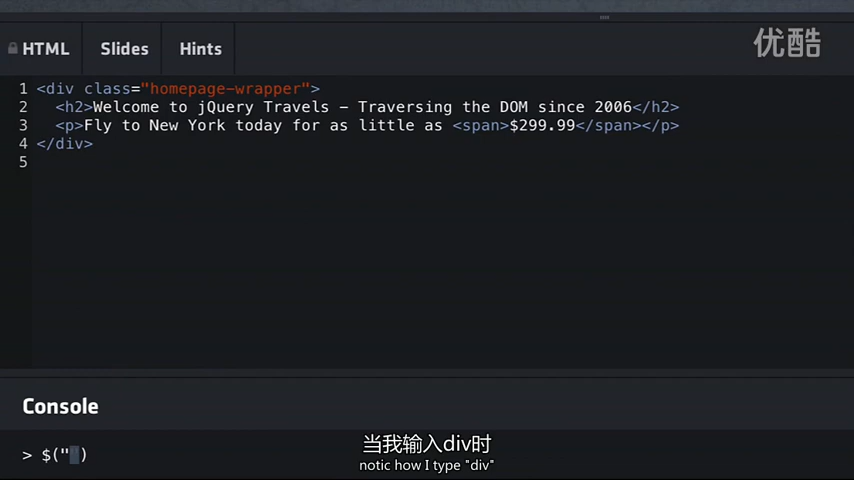 HTML Slides Hints
优酷
1 <div class="homepage-wrapper">
2 <h2>Welcome to jQuery Travels - Traversing the DOM since 2006</h2>
3 <p>Fly to New York today for as little as <span>$299.99</span></p>
4 </div>
5
Console
> $("")
当我输入div时
notic how I type "div"